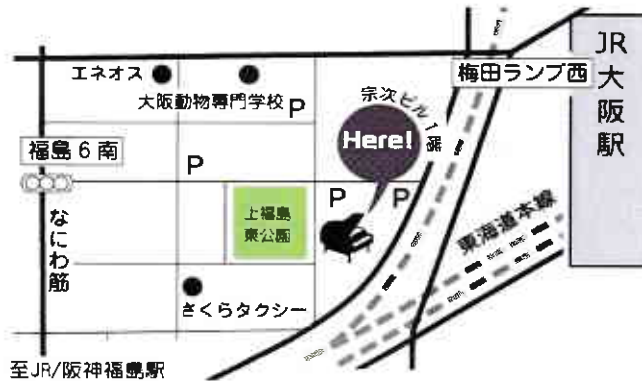 JR大阪駅
エネオス
大阪動物専門学校
P
宗次ビル1階
梅田ランプ西
Here!
福島6南
P
P
P
上福島
東公園
なにわ筋
東海道本線
さくらタクシー
至JR/阪神福島駅